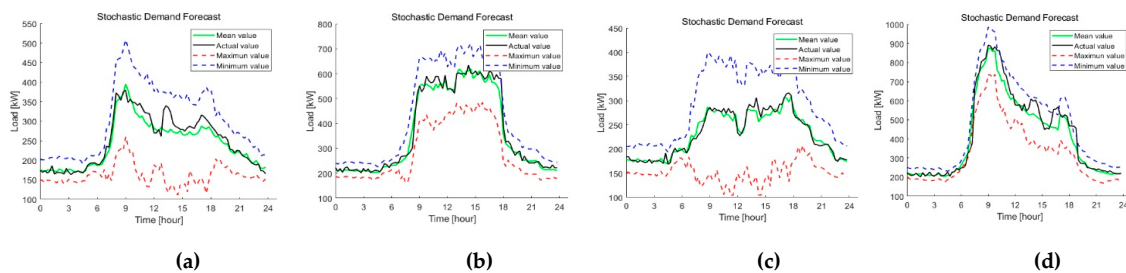 Stochastic Demand Forecast
550
500
450
400
350
300
250
200
150
100
Load [kW]
0 3 6 9 12 15 18 21 24
Time [hour]
Mean value
Actual value
Maximun value
Minimum value
(a)
Stochastic Demand Forecast
800
700
600
500
400
300
200
100
Load [kW]
0 3 6 9 12 15 18 21 24
Time [hour]
Mean value
Actual value
Maximun value
Minimum value
(b)
Stochastic Demand Forecast
450
400
350
300
250
200
150
100
Load [kW]
0 3 6 9 12 15 18 21 24
Time [hour]
Mean value
Actual value
Maximun value
Minimum value
(c)
Stochastic Demand Forecast
1000
900
800
700
600
500
400
300
200
100
Load [kW]
0 3 6 9 12 15 18 21 24
Time [hour]
Mean value
Actual value
Maximun value
Minimum value
(d)